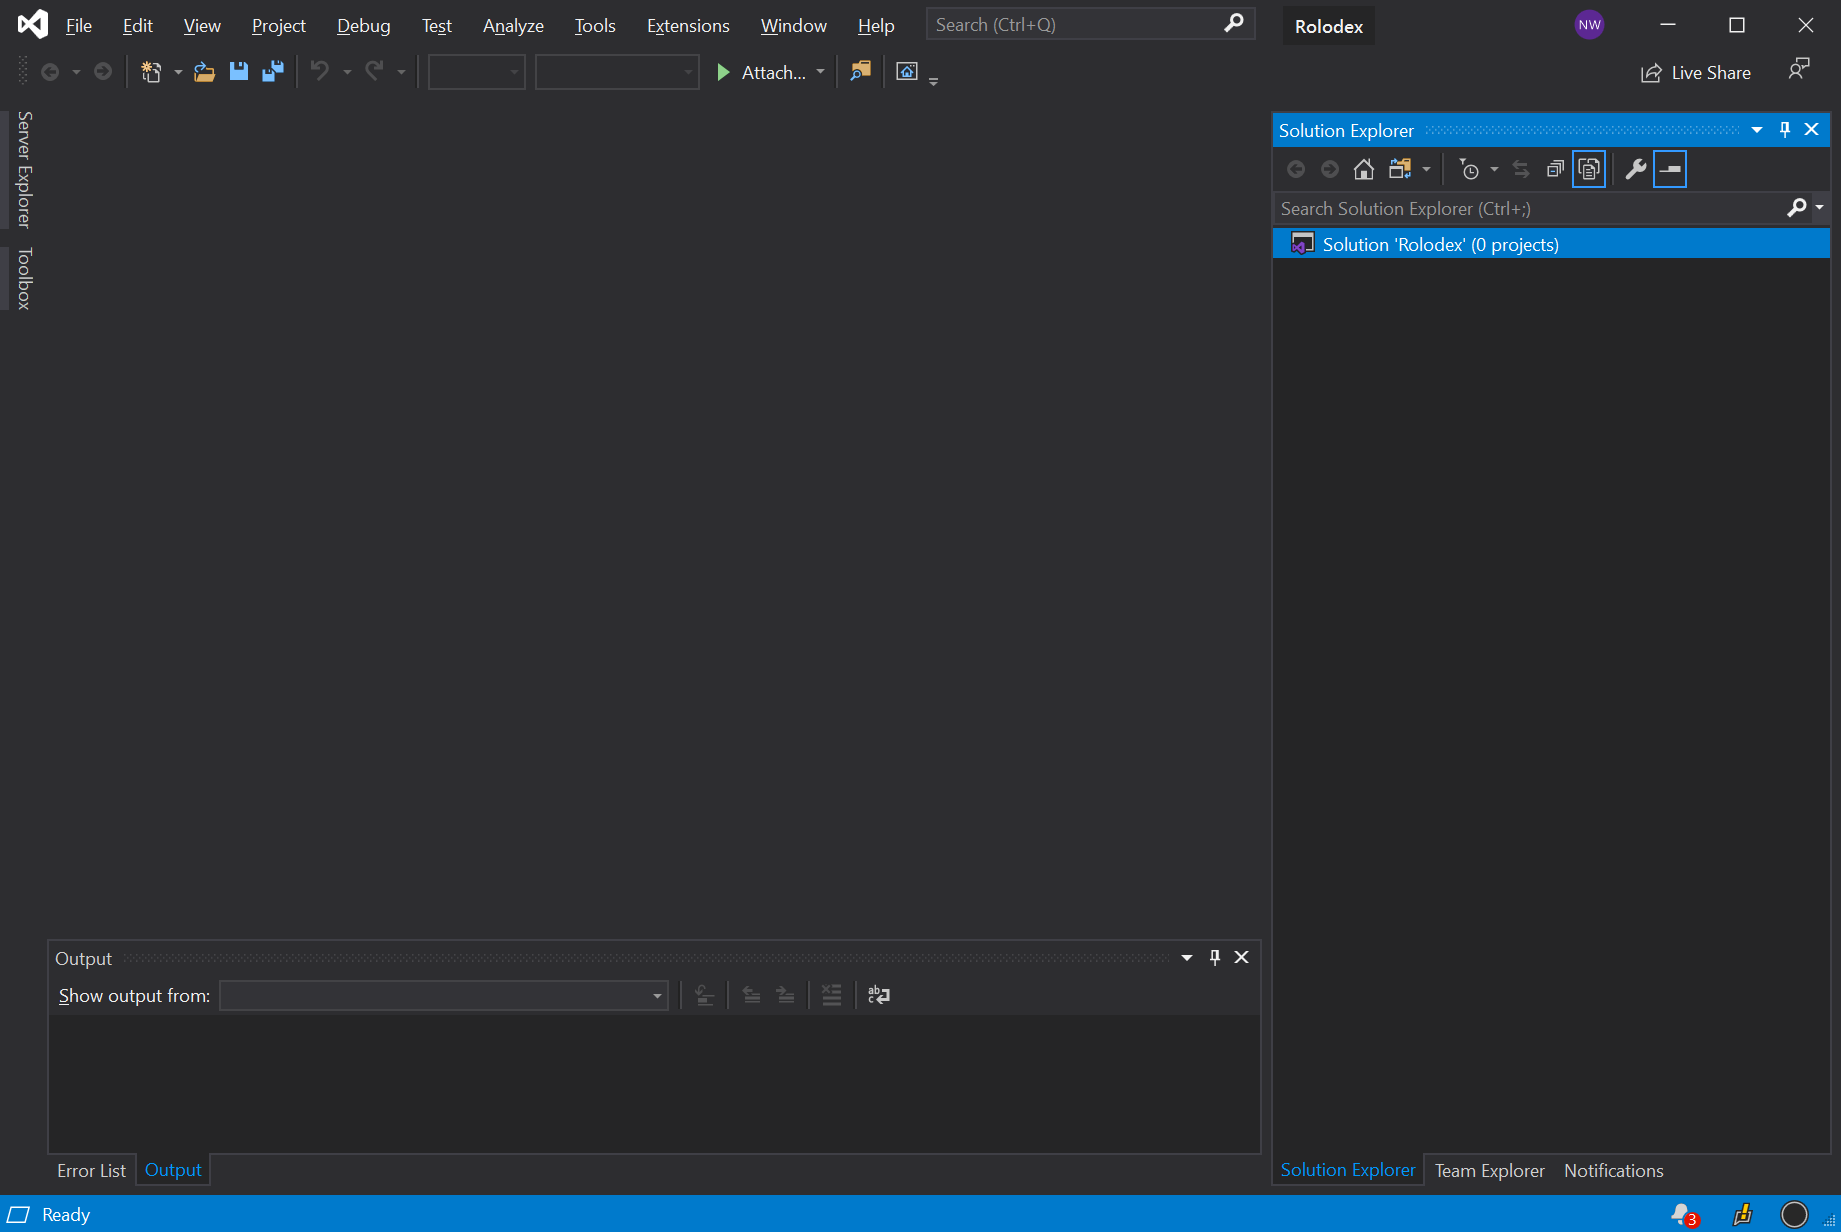 File Edit View Project Debug Test Analyze Tools Extensions Window Help Search (Ctrl+Q) Rolodex NW
Attach... Live Share
Server Explorer
Toolbox
Solution Explorer
Search Solution Explorer (Ctrl+;)
Solution 'Rolodex' (0 projects)
Output
Show output from:
ab
c
Error List Output
Solution Explorer Team Explorer Notifications
Ready 3